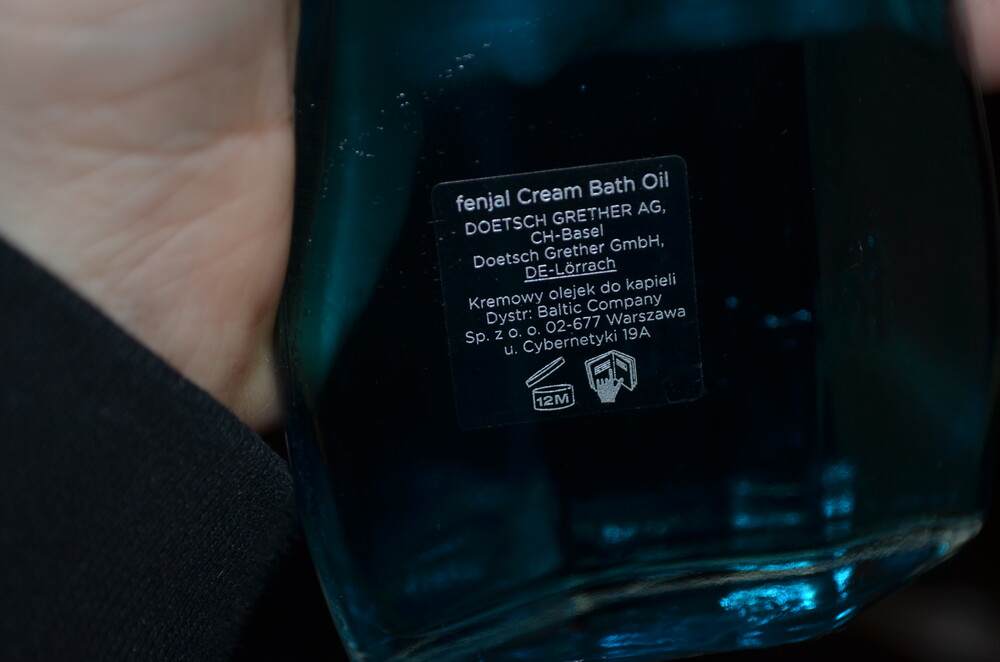 fenjal Cream Bath Oil
DOETSCH GRETHER AG,
CH-Basel
Doetsch Grether GmbH,
DE-Lörrach
Kremowy olejek do kapieli
Dystr: Baltic Company
Sp. z o. o. 02-677 Warszawa
u. Cybernetyki 19A
12M